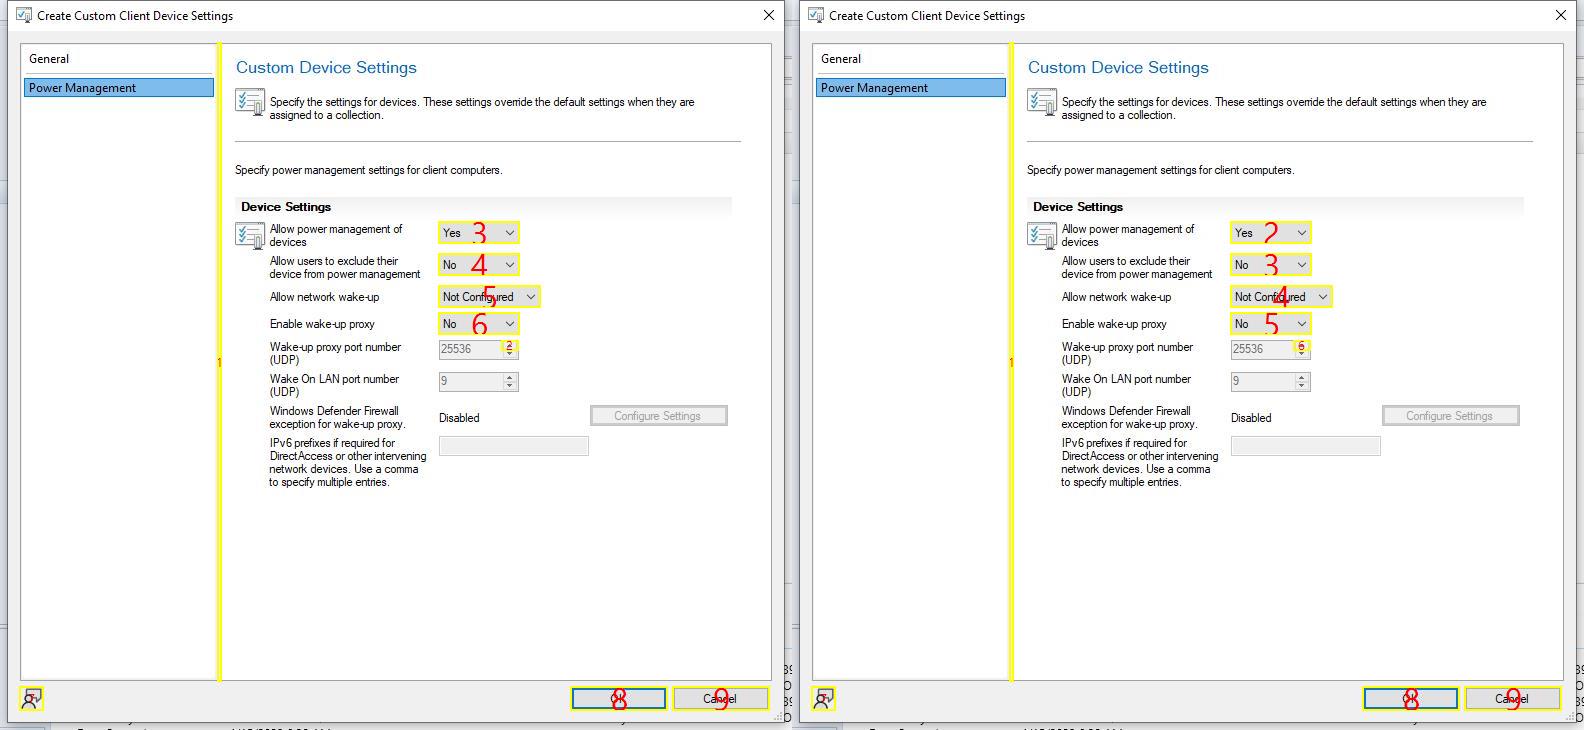 Create Custom Client Device Settings
General
Power Management
Custom Device Settings
Specify the settings for devices. These settings override the default settings when they are
assigned to a collection.
Specify power management settings for client computers.
Device Settings
Allow power management of
devices
Yes 3
Allow users to exclude their
device from power management
No 4
Allow network wake-up
Not Configured 5
Enable wake-up proxy
No 6
1
Wake-up proxy port number
(UDP)
25536 2
Wake On LAN port number
(UDP)
9
Windows Defender Firewall
exception for wake-up proxy.
Disabled
Configure Settings
IPv6 prefixes if required for
DirectAccess or other intervening
network devices. Use a comma
to specify multiple entries.
8
Cancel 9
Create Custom Client Device Settings
General
Power Management
Custom Device Settings
Specify the settings for devices. These settings override the default settings when they are
assigned to a collection.
Specify power management settings for client computers.
Device Settings
Allow power management of
devices
Yes 2
Allow users to exclude their
device from power management
No 3
Allow network wake-up
Not Configured 4
Enable wake-up proxy
No 5
1
Wake-up proxy port number
(UDP)
25536 6
Wake On LAN port number
(UDP)
9
Windows Defender Firewall
exception for wake-up proxy.
Disabled
Configure Settings
IPv6 prefixes if required for
DirectAccess or other intervening
network devices. Use a comma
to specify multiple entries.
8
Cancel 9